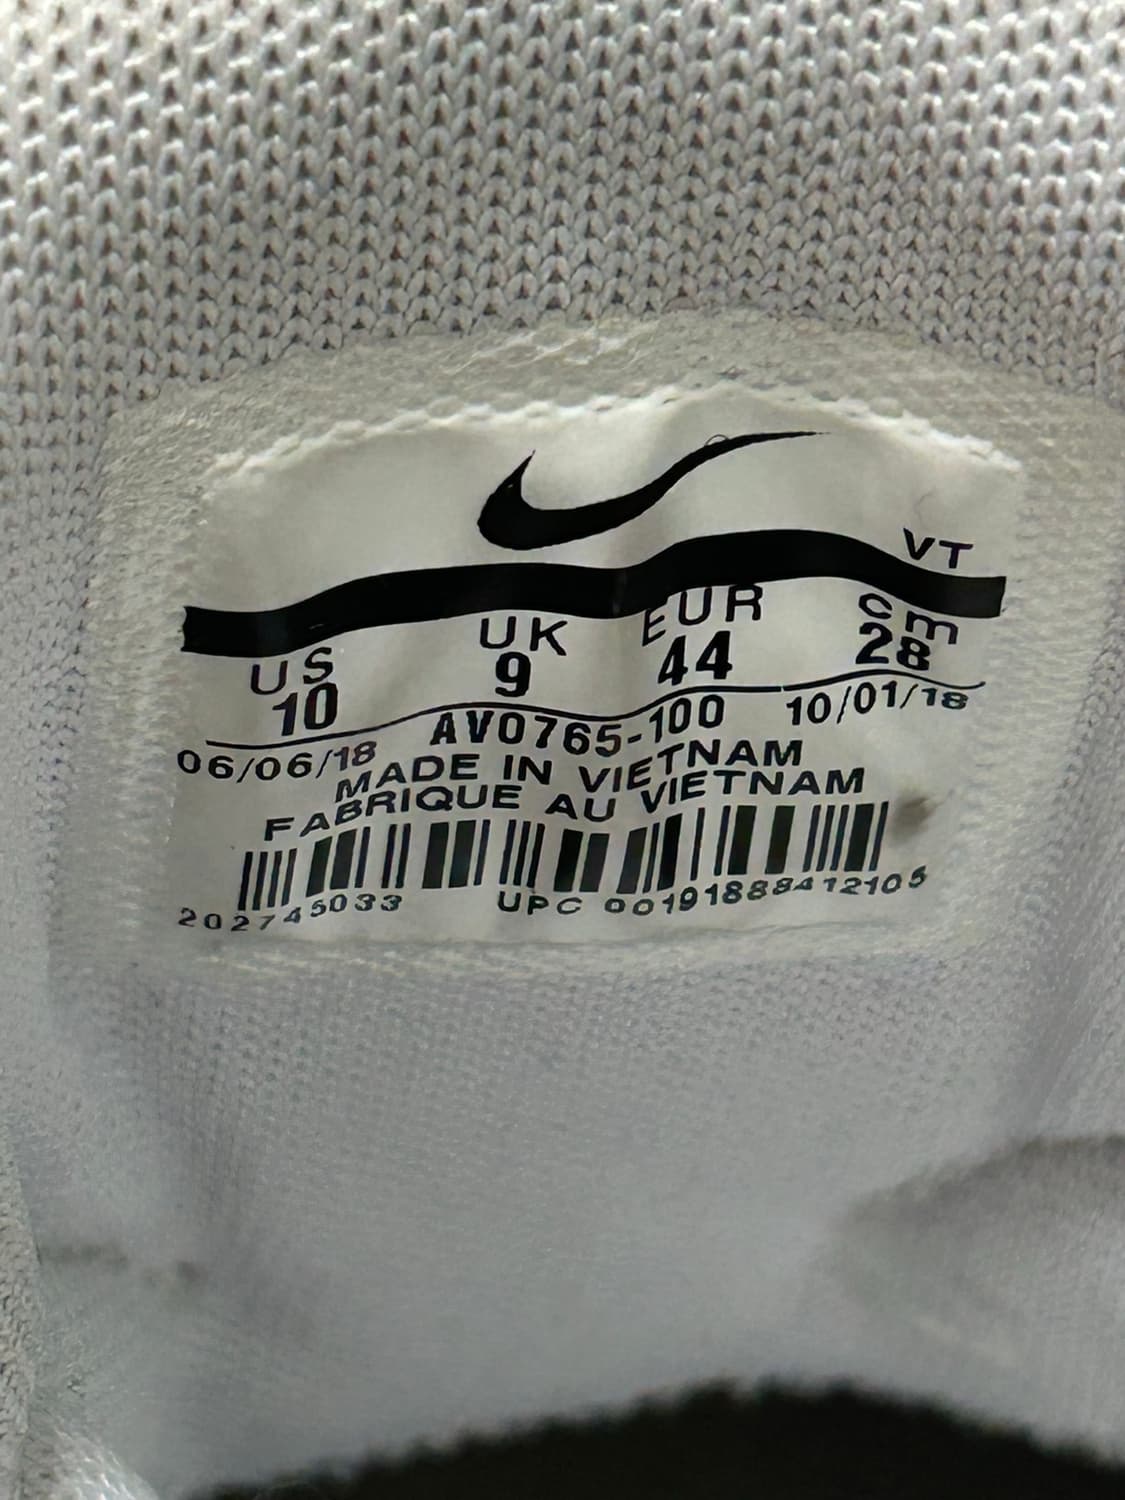 VT
US UK EUR cm
10 9 44 28
06/06/18 AV0765-100 10/01/18
MADE IN VIETNAM
FABRIQUE AU VIETNAM
202745033 UPC 00191888412105